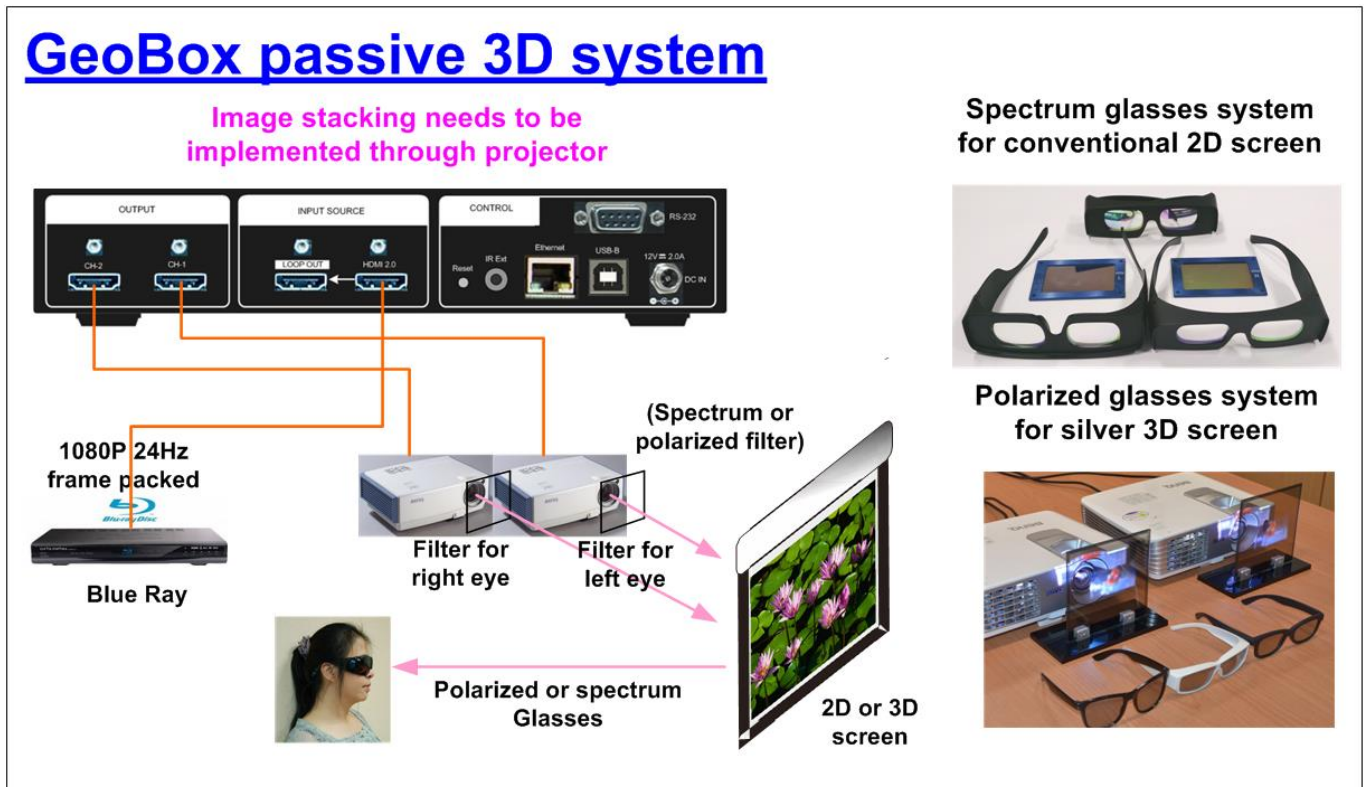 GeoBox passive 3D system
Image stacking needs to be
implemented through projector
OUTPUT
INPUT SOURCE
CONTROL
RS-232
CH-2
CH-1
LOOP OUT
HDMI 2.0
Reset
IR Ext
Ethernet
USB-B
12V 2.0A
DC IN
1080P 24Hz
frame packed
Blu-rayDisc
Blue Ray
Filter for
right eye
Filter for
left eye
(Spectrum or
polarized filter)
Polarized or spectrum
Glasses
2D or 3D
screen
Spectrum glasses system
for conventional 2D screen
Polarized glasses system
for silver 3D screen
BenQ